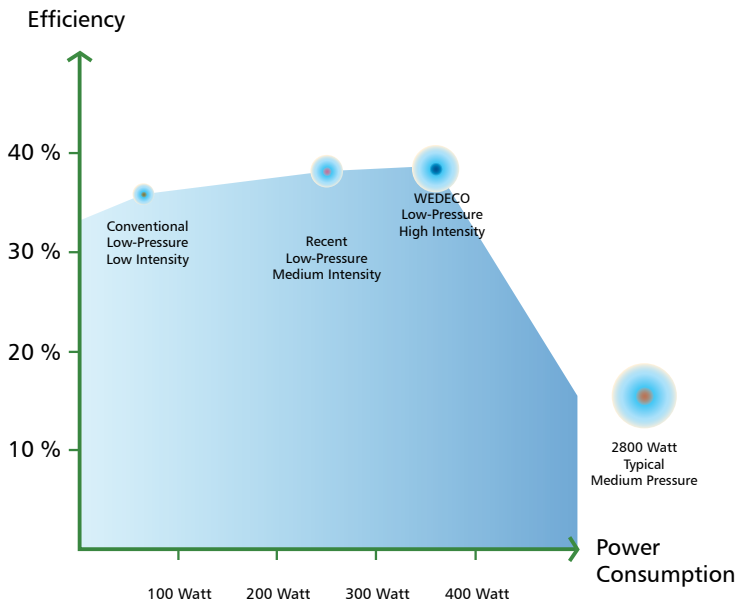 Efficiency
40 %
30 %
20 %
10 %
Conventional
Low-Pressure
Low Intensity
Recent
Low-Pressure
Medium Intensity
WEDECO
Low-Pressure
High Intensity
2800 Watt
Typical
Medium Pressure
Power
Consumption
100 Watt
200 Watt
300 Watt
400 Watt